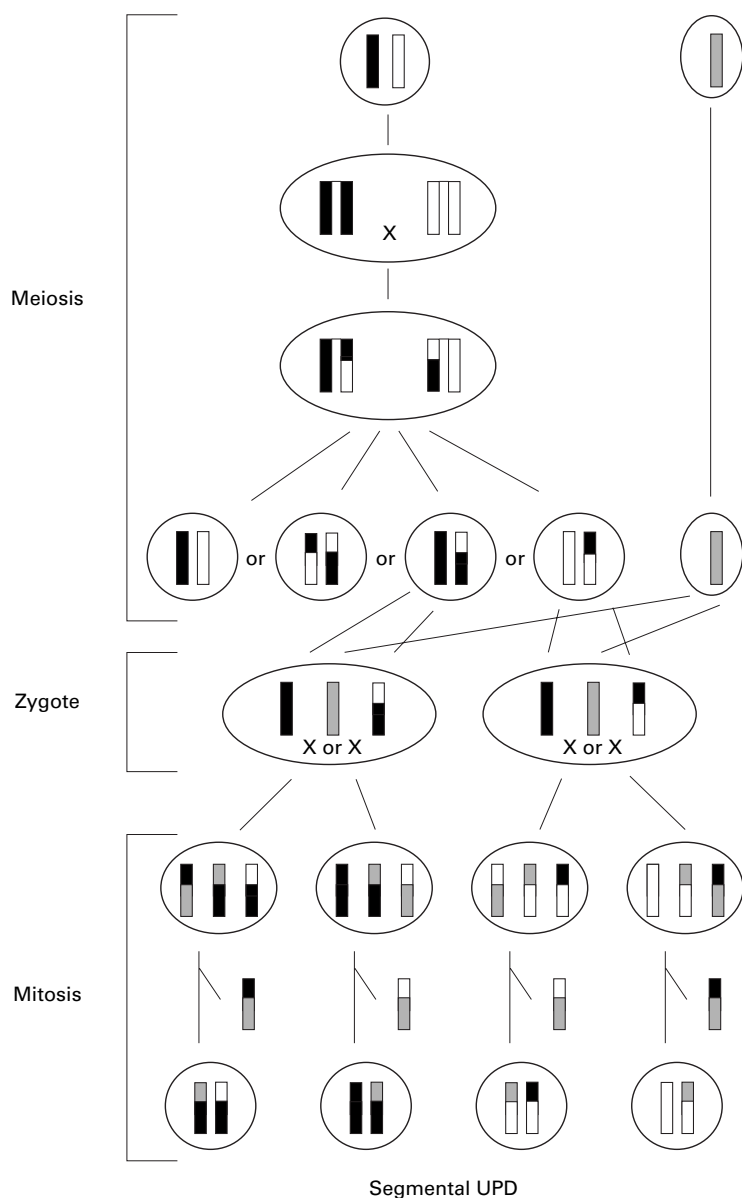 X
Meiosis
or or or
Zygote
X or X X or X
Mitosis
Segmental UPD